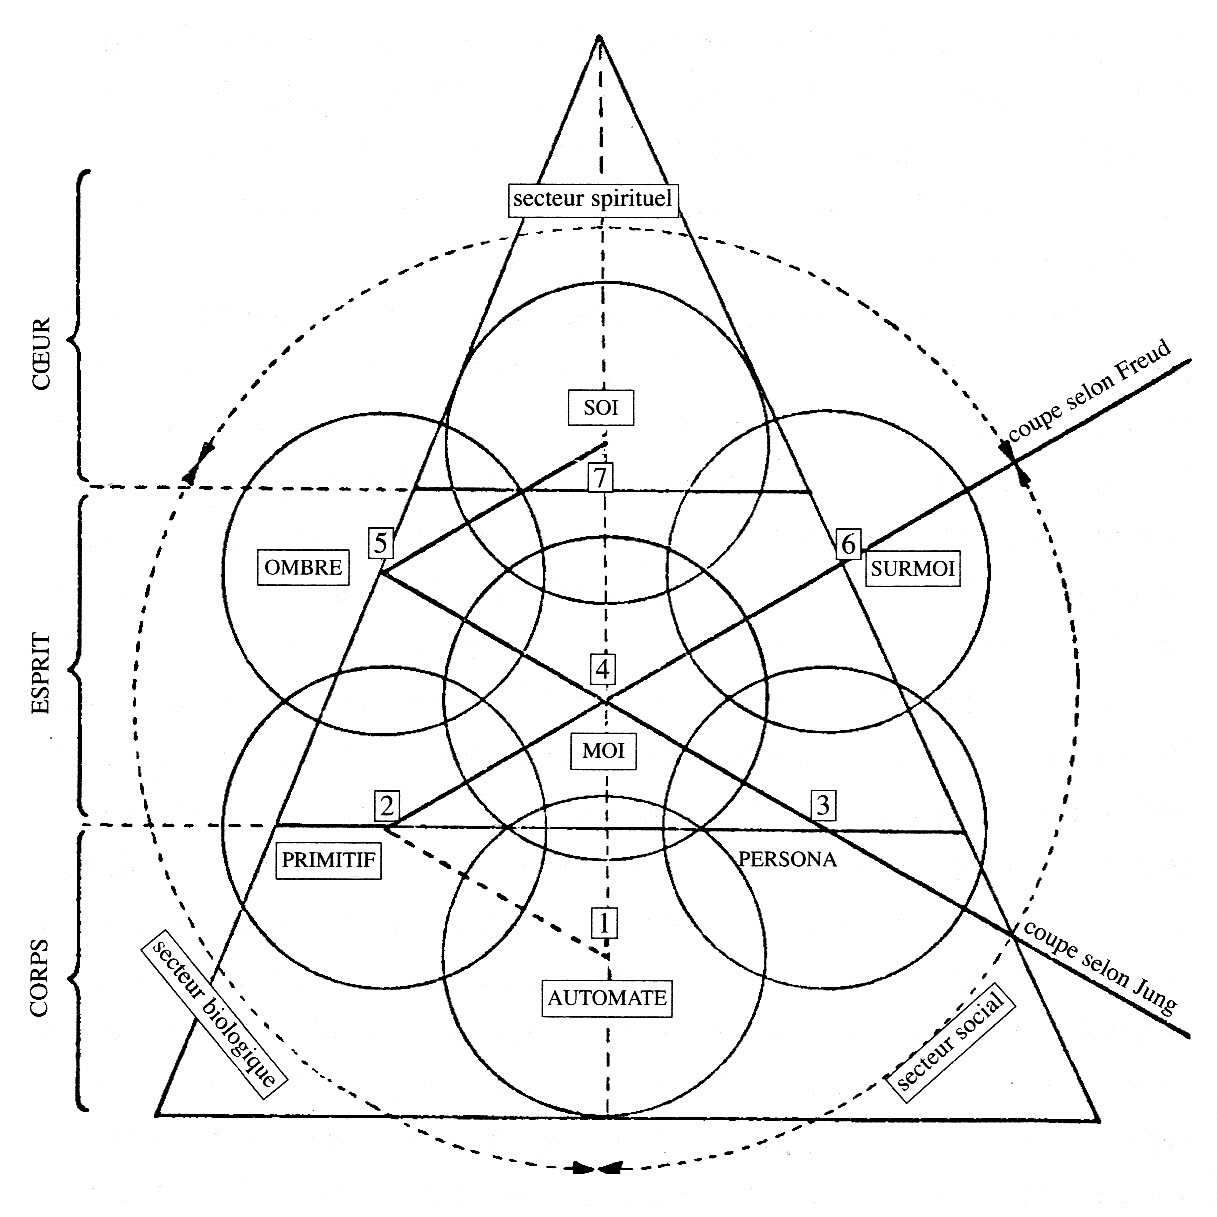 secteur spirituel
CŒUR
coupe selon Freud
SOI
7
5
6
OMBRE
SURMOI
ESPRIT
4
MOI
2
3
PRIMITIF
PERSONA
1
CORPS
AUTOMATE
secteur biologique
secteur social
coupe selon Jung